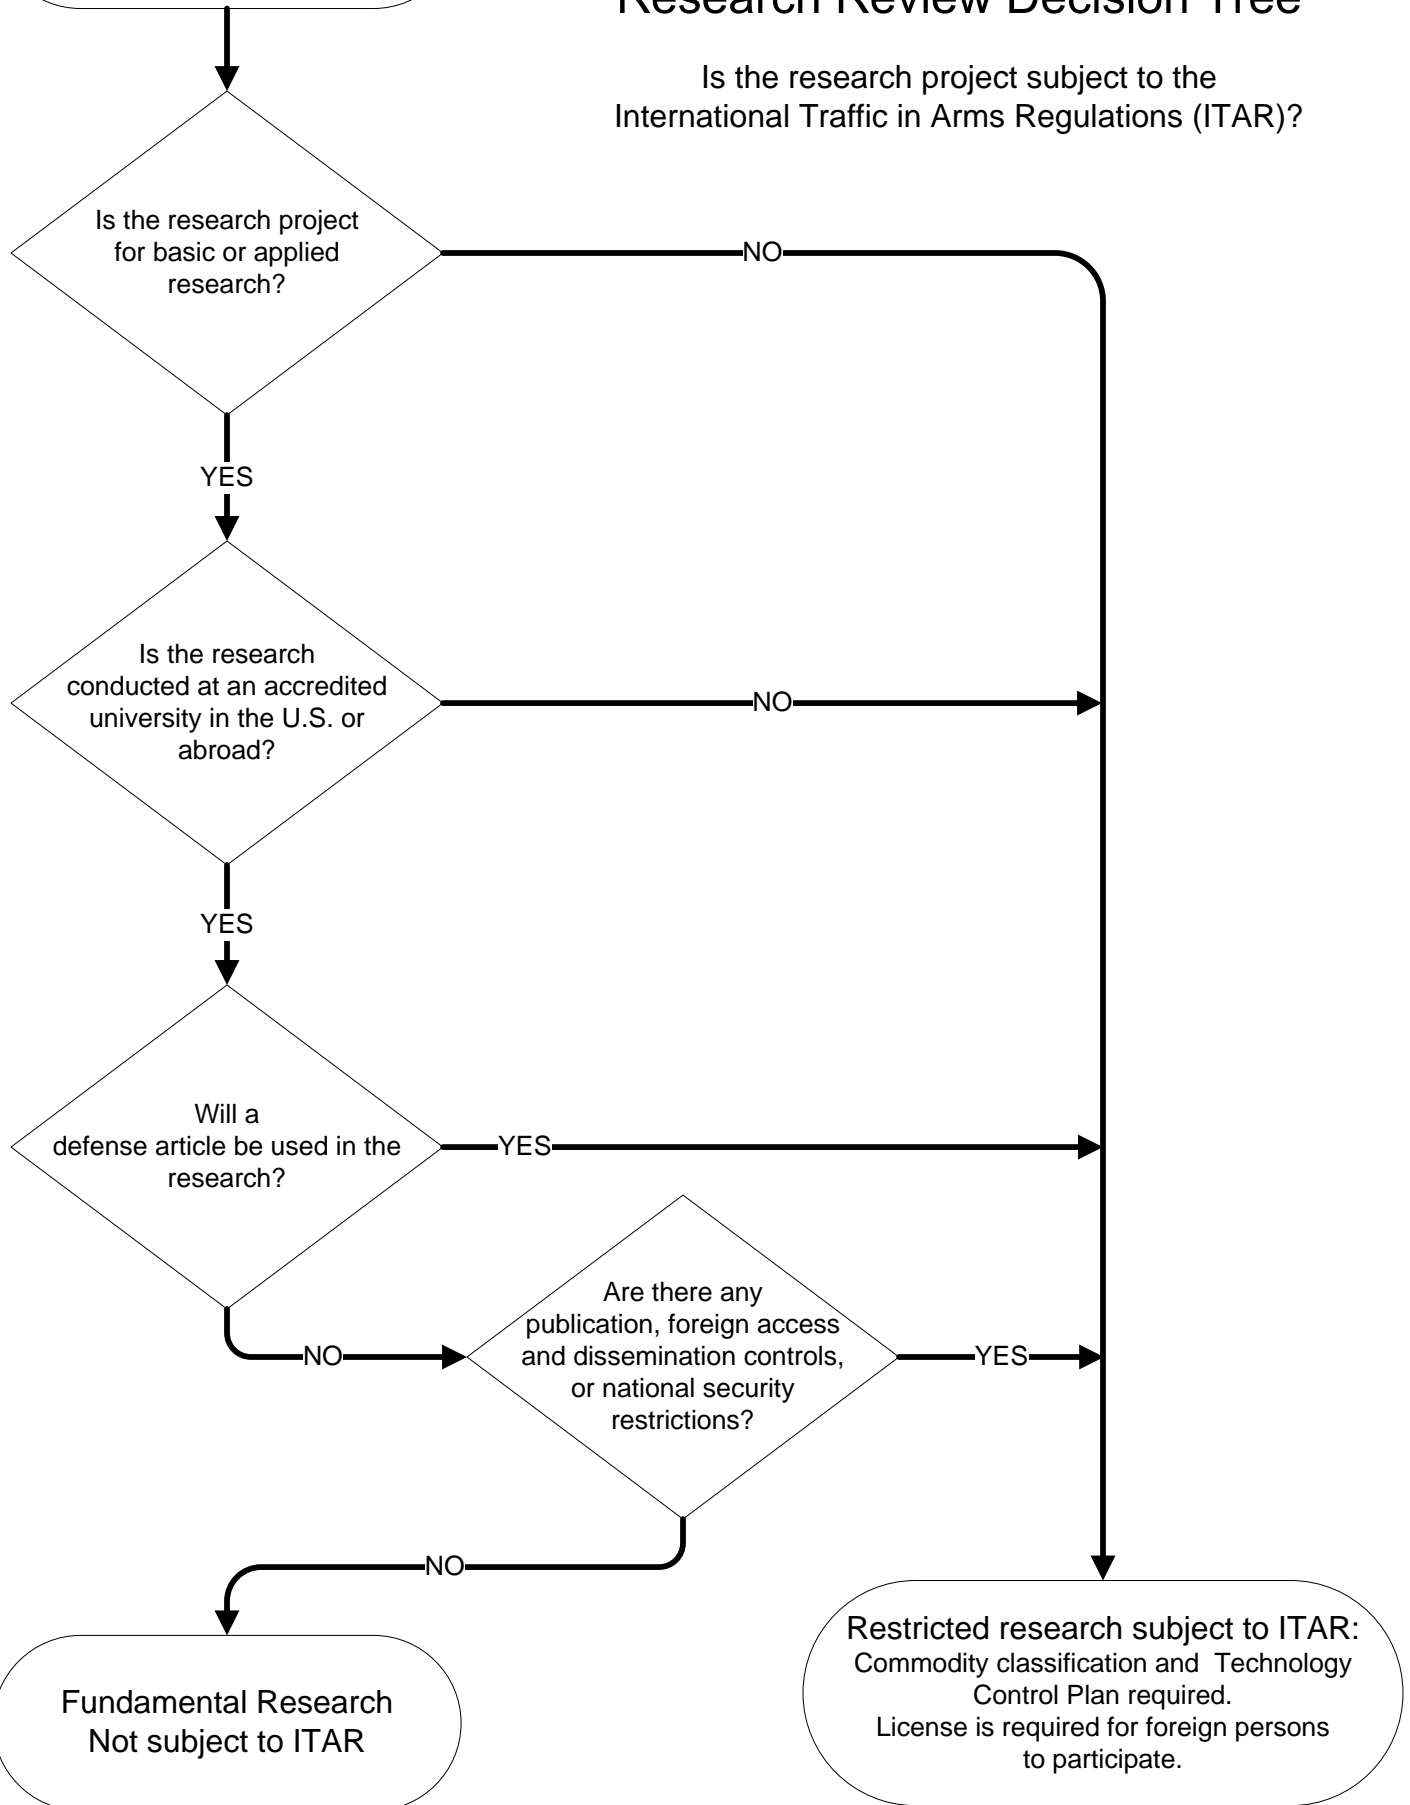 Research Review Decision Tree
Is the research project subject to the
International Traffic in Arms Regulations (ITAR)?
Is the research project
for basic or applied
research?
NO
YES
Is the research
conducted at an accredited
university in the U.S. or
abroad?
NO
YES
Will a
defense article be used in the
research?
YES
Are there any
publication, foreign access
and dissemination controls,
or national security
restrictions?
NO
YES
NO
Fundamental Research
Not subject to ITAR
Restricted research subject to ITAR:
Commodity classification and Technology
Control Plan required.
License is required for foreign persons
to participate.